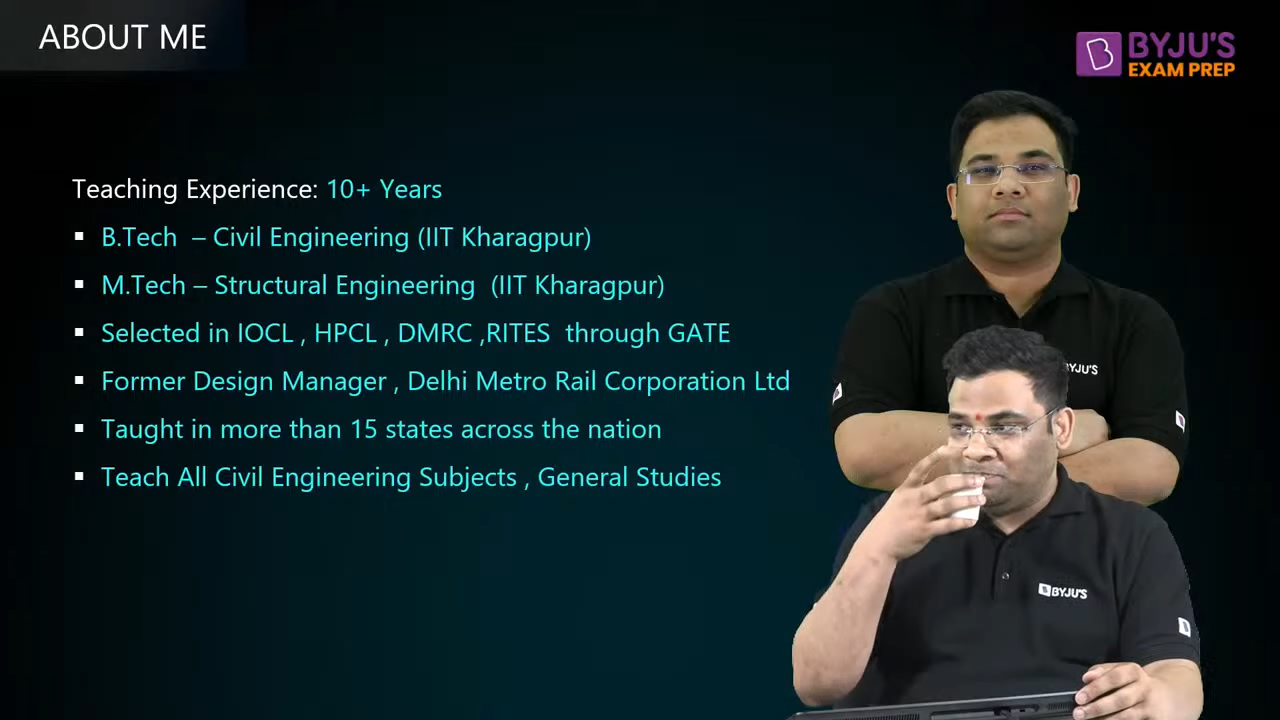 ABOUT ME
BYJU'S
EXAM PREP
Teaching Experience: 10+ Years
▪ B.Tech – Civil Engineering (IIT Kharagpur)
▪ M.Tech – Structural Engineering (IIT Kharagpur)
▪ Selected in IOCL , HPCL , DMRC ,RITES through GATE
▪ Former Design Manager , Delhi Metro Rail Corporation Ltd
▪ Taught in more than 15 states across the nation
▪ Teach All Civil Engineering Subjects , General Studies
BYJU'S